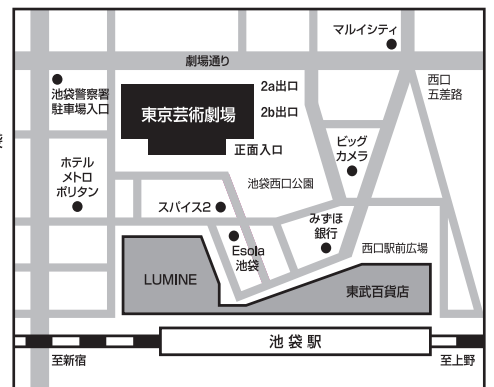 マルイシティ
劇場通り
西口
五差路
池袋警察署
駐車場入口
2a出口
2b出口
東京芸術劇場
正面入口
ビッグ
カメラ
ホテル
メトロ
ポリタン
池袋西口公園
スパイス2
みずほ
銀行
Esola
池袋
西口駅前広場
LUMINE
東武百貨店
池袋駅
至新宿
至上野